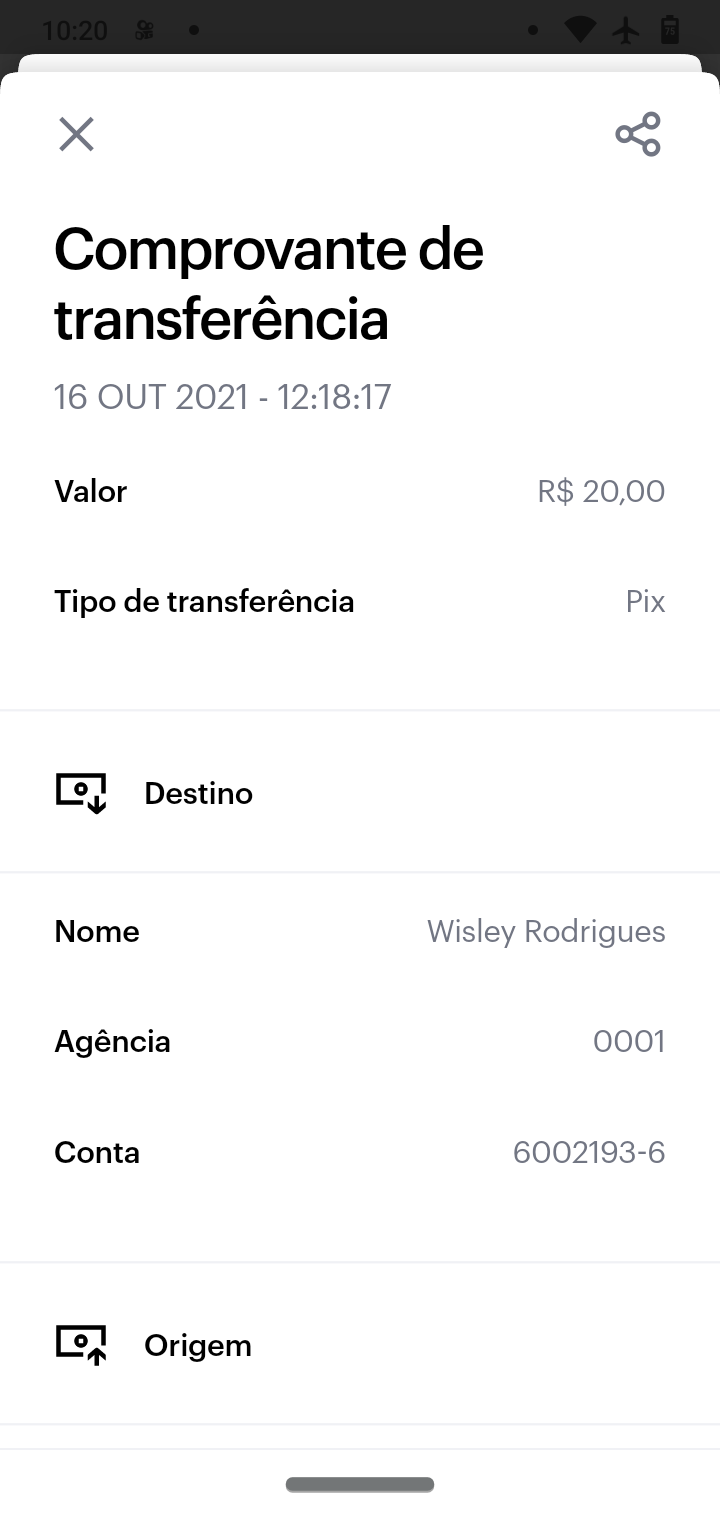 10:20
75
Comprovante de
transferência
16 OUT 2021 - 12:18:17
Valor R$ 20,00
Tipo de transferência Pix
Destino
Nome Wisley Rodrigues
Agência 0001
Conta 6002193-6
Origem